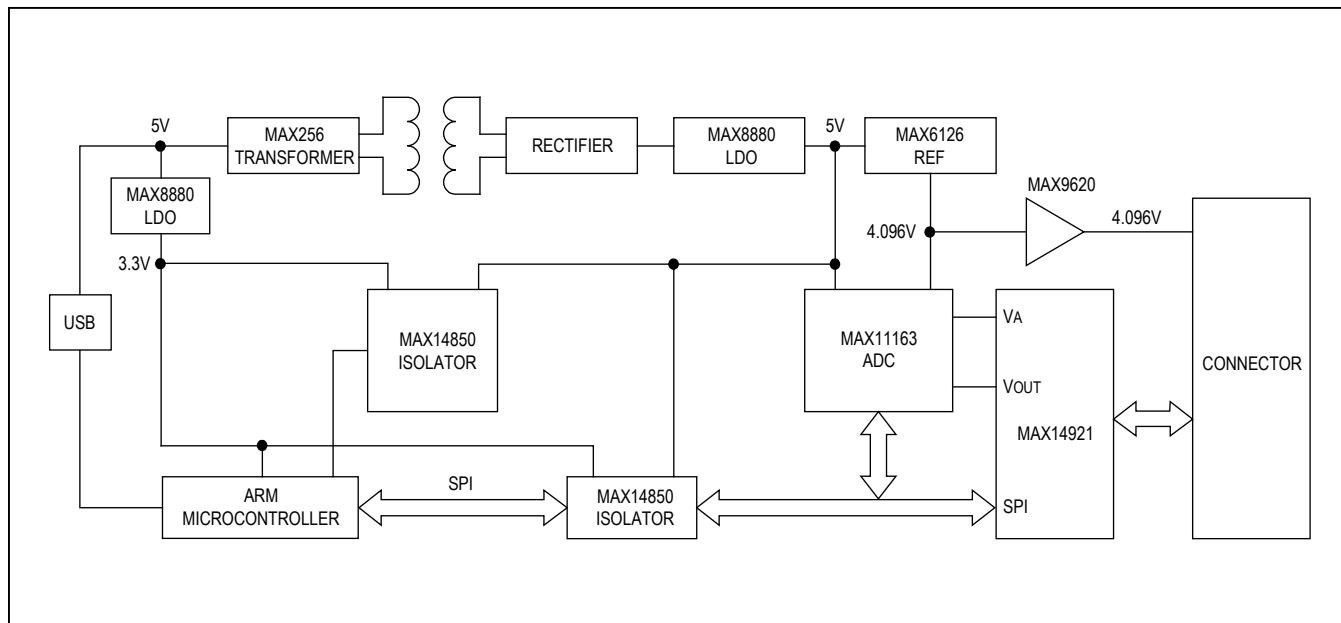 5V
MAX256
TRANSFORMER
RECTIFIER
MAX8880
LDO
5V
MAX6126
REF
MAX8880
LDO
MAX9620
4.096V
4.096V
3.3V
USB
MAX14850
ISOLATOR
MAX11163
ADC
VA
VOUT
MAX14921
SPI
CONNECTOR
ARM
MICROCONTROLLER
SPI
MAX14850
ISOLATOR